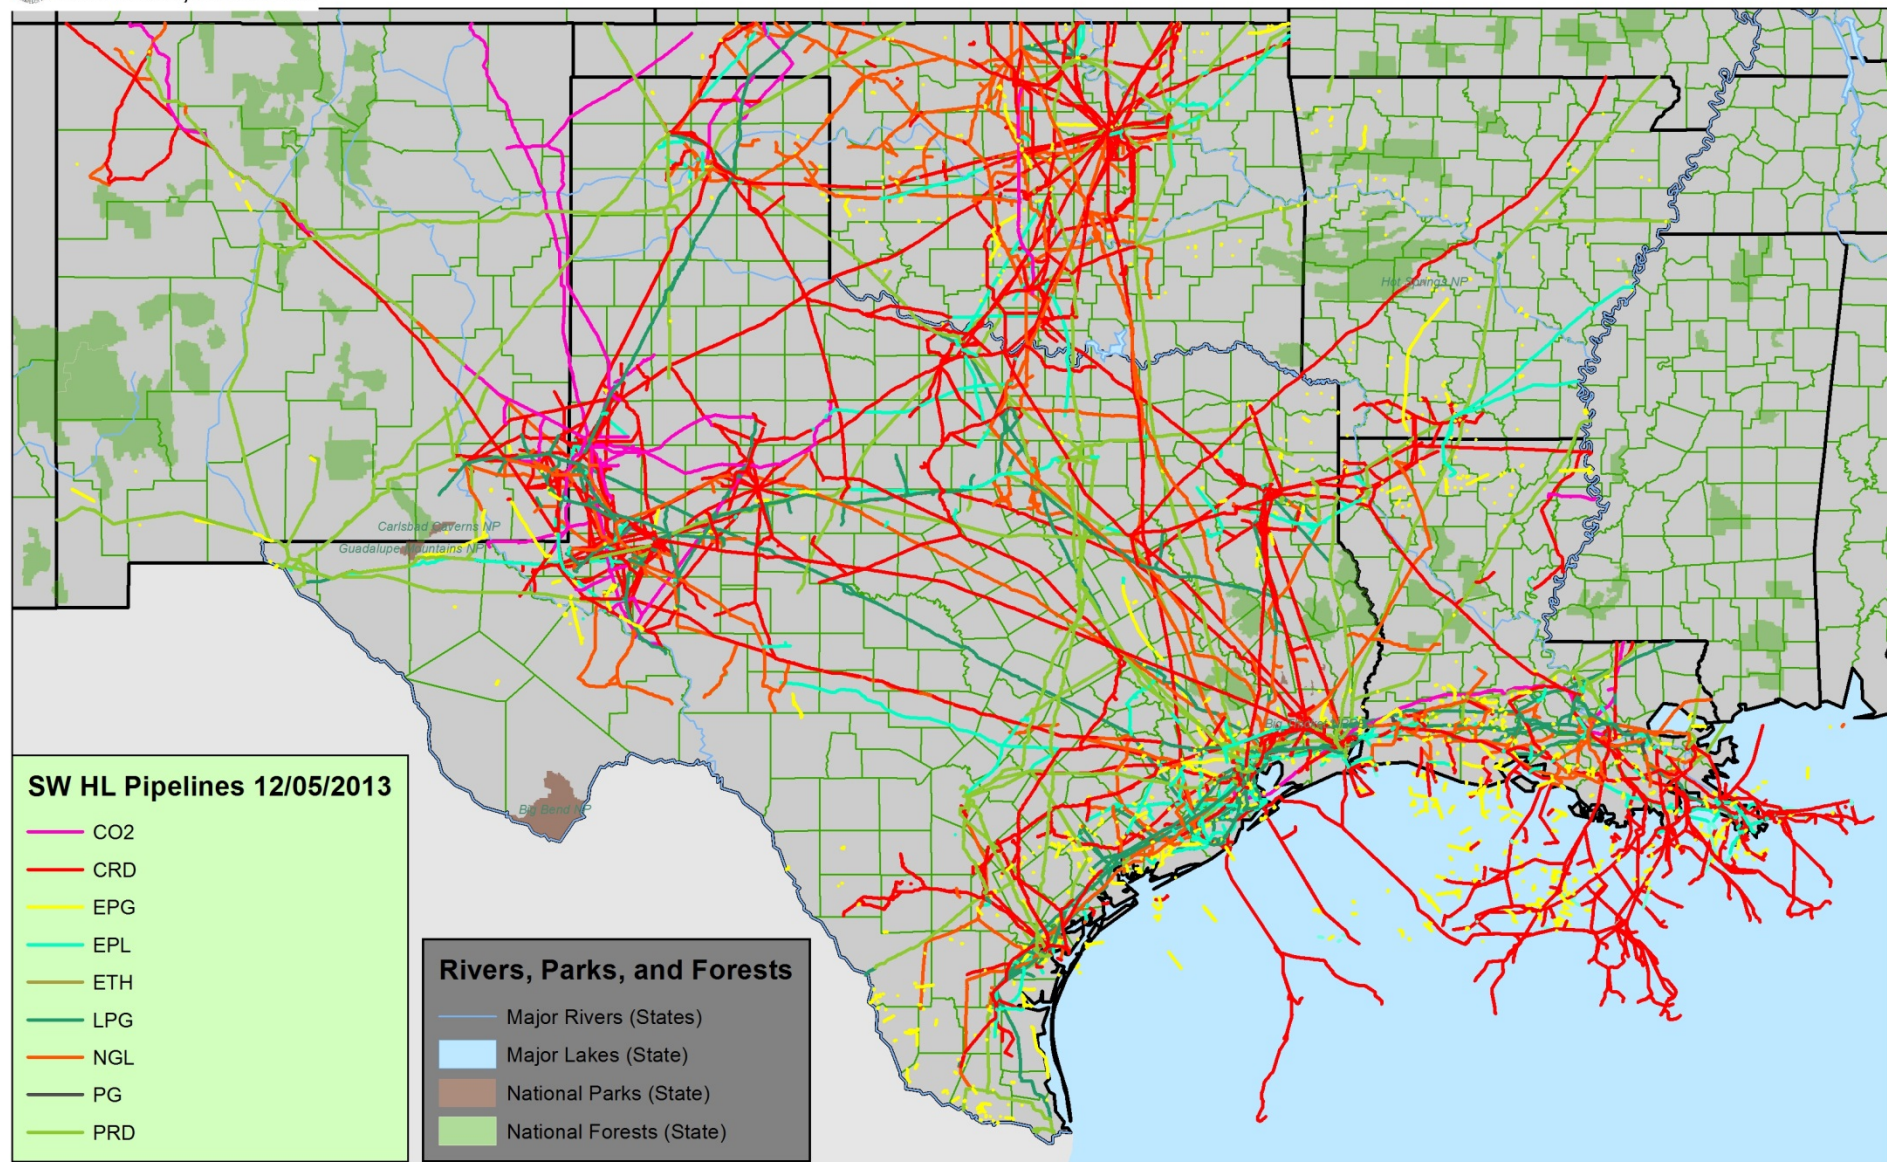 Hot Springs NP
Carlsbad Caverns NP
Guadalupe Mountains NP
Big Bend NP
SW HL Pipelines 12/05/2013
CO2
CRD
EPG
EPL
ETH
LPG
NGL
PG
PRD
Rivers, Parks, and Forests
Major Rivers (States)
Major Lakes (State)
National Parks (State)
National Forests (State)